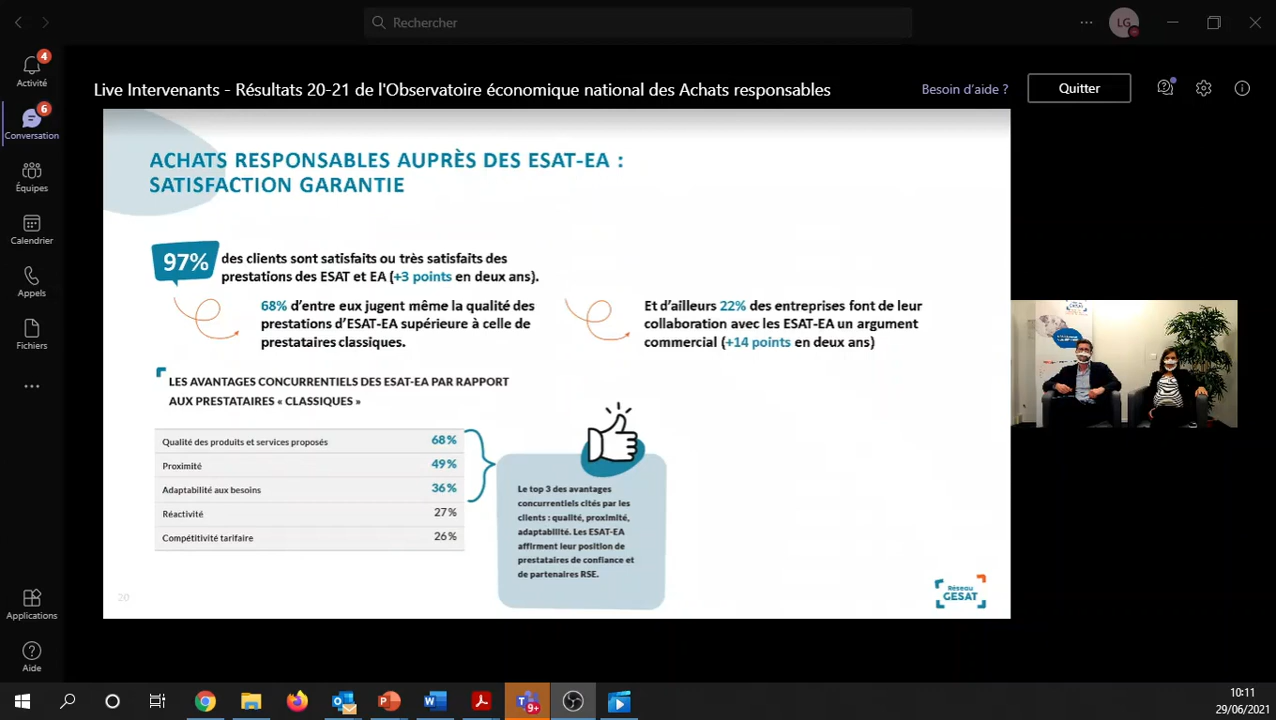 Rechercher
LG
4
Activité
6
Conversation
Équipes
Calendrier
Appels
Fichiers
Applications
Aide
Live Intervenants - Résultats 20-21 de l'Observatoire économique national des Achats responsables
Besoin d'aide ?
Quitter
ACHATS RESPONSABLES AUPRÈS DES ESAT-EA :
SATISFACTION GARANTIE
97%
des clients sont satisfaits ou très satisfaits des
prestations des ESAT et EA (+3 points en deux ans).
68% d'entre eux jugent même la qualité des
prestations d'ESAT-EA supérieure à celle de
prestataires classiques.
Et d'ailleurs 22% des entreprises font de leur
collaboration avec les ESAT-EA un argument
commercial (+14 points en deux ans)
LES AVANTAGES CONCURRENTIELS DES ESAT-EA PAR RAPPORT
AUX PRESTATAIRES « CLASSIQUES »
Qualité des produits et services proposés 68%
Proximité 49%
Adaptabilité aux besoins 36%
Réactivité 27%
Compétitivité tarifaire 26%
Le top 3 des avantages
concurrentiels cités par les
clients : qualité, proximité,
adaptabilité. Les ESAT-EA
affirment leur position de
prestataires de confiance et
de partenaires RSE.
20
Réseau
GESAT
9+
10:11
29/06/2021